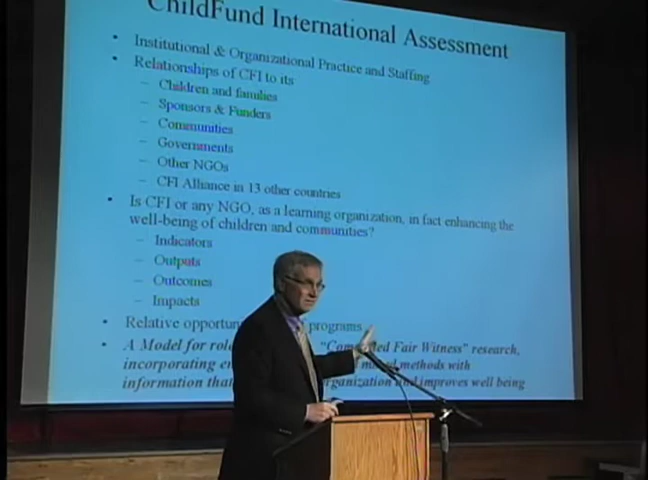 ChildFund International Assessment
• Institutional & Organizational Practice and Staffing
• Relationships of CFI to its
– Children and families
– Sponsors & Funders
– Communities
– Governments
– Other NGOs
– CFI Alliance in 13 other countries
• Is CFI or any NGO, as a learning organization, in fact enhancing the
well-being of children and communities?
– Indicators
– Outputs
– Outcomes
– Impacts
• Relative programs
• A Model for Fair Witness" research,
incorporating methods with
information that and improves well being